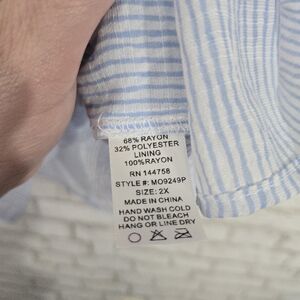 68% RAYON
32% POLYESTER
LINING
100%RAYON
RN 144758
STYLE #: MO9249P
SIZE: 2X
MADE IN CHINA
HAND WASH COLD
DO NOT BLEACH
HANG OR LINE DRY